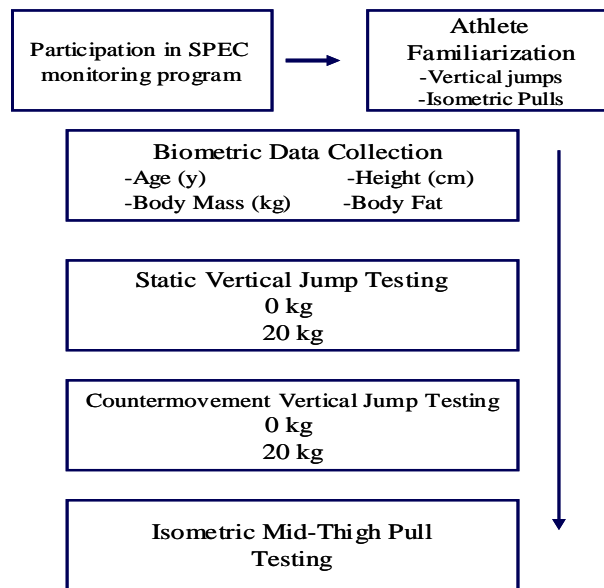 Participation in SPEC
monitoring program
Athlete
Familiarization
-Vertical jumps
-Isometric Pulls
Biometric Data Collection
-Age (y) -Height (cm)
-Body Mass (kg) -Body Fat
Static Vertical Jump Testing
0 kg
20 kg
Countermovement Vertical Jump Testing
0 kg
20 kg
Isometric Mid-Thigh Pull
Testing